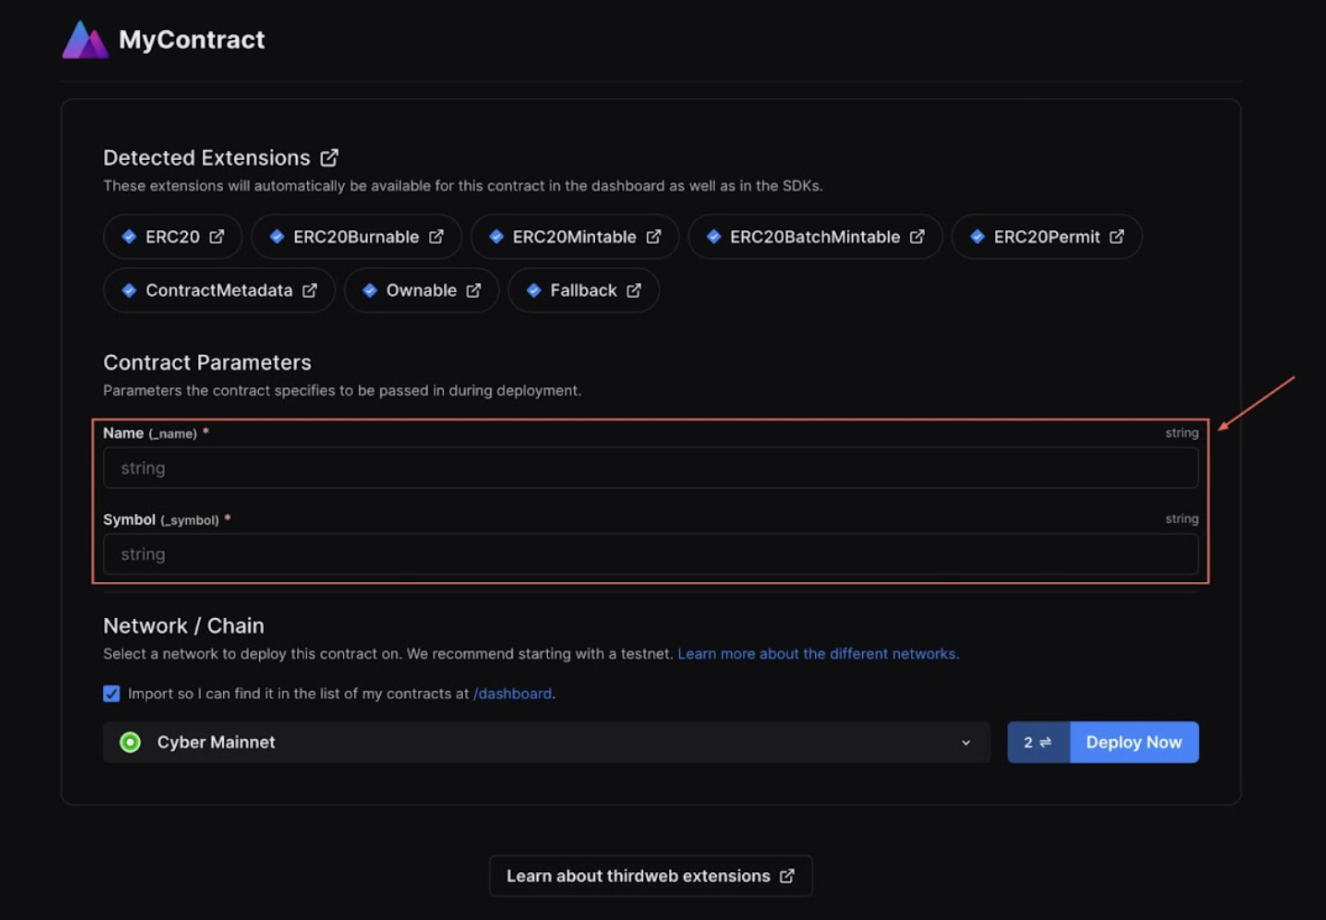 MyContract
Detected Extensions
These extensions will automatically be available for this contract in the dashboard as well as in the SDKs.
ERC20 ERC20Burnable ERC20Mintable ERC20BatchMintable ERC20Permit
ContractMetadata Ownable Fallback
Contract Parameters
Parameters the contract specifies to be passed in during deployment.
Name (_name) * string
string
Symbol (_symbol) * string
string
Network / Chain
Select a network to deploy this contract on. We recommend starting with a testnet. Learn more about the different networks.
Import so I can find it in the list of my contracts at /dashboard.
Cyber Mainnet 2 ⇌ Deploy Now
Learn about thirdweb extensions